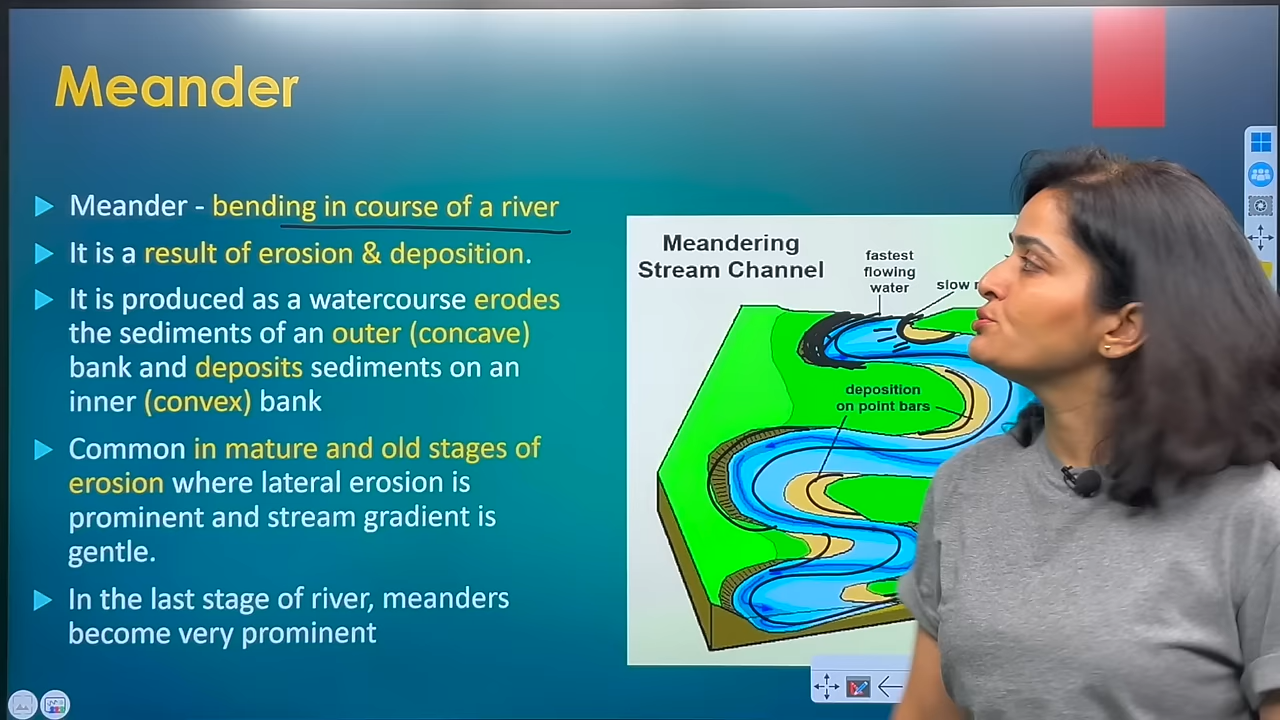 Meander
Meander - bending in course of a river
It is a result of erosion & deposition.
It is produced as a watercourse erodes
the sediments of an outer (concave)
bank and deposits sediments on an
inner (convex) bank
Common in mature and old stages of
erosion where lateral erosion is
prominent and stream gradient is
gentle.
In the last stage of river, meanders
become very prominent
Meandering
Stream Channel
fastest
flowing
water
slow
deposition
on point bars